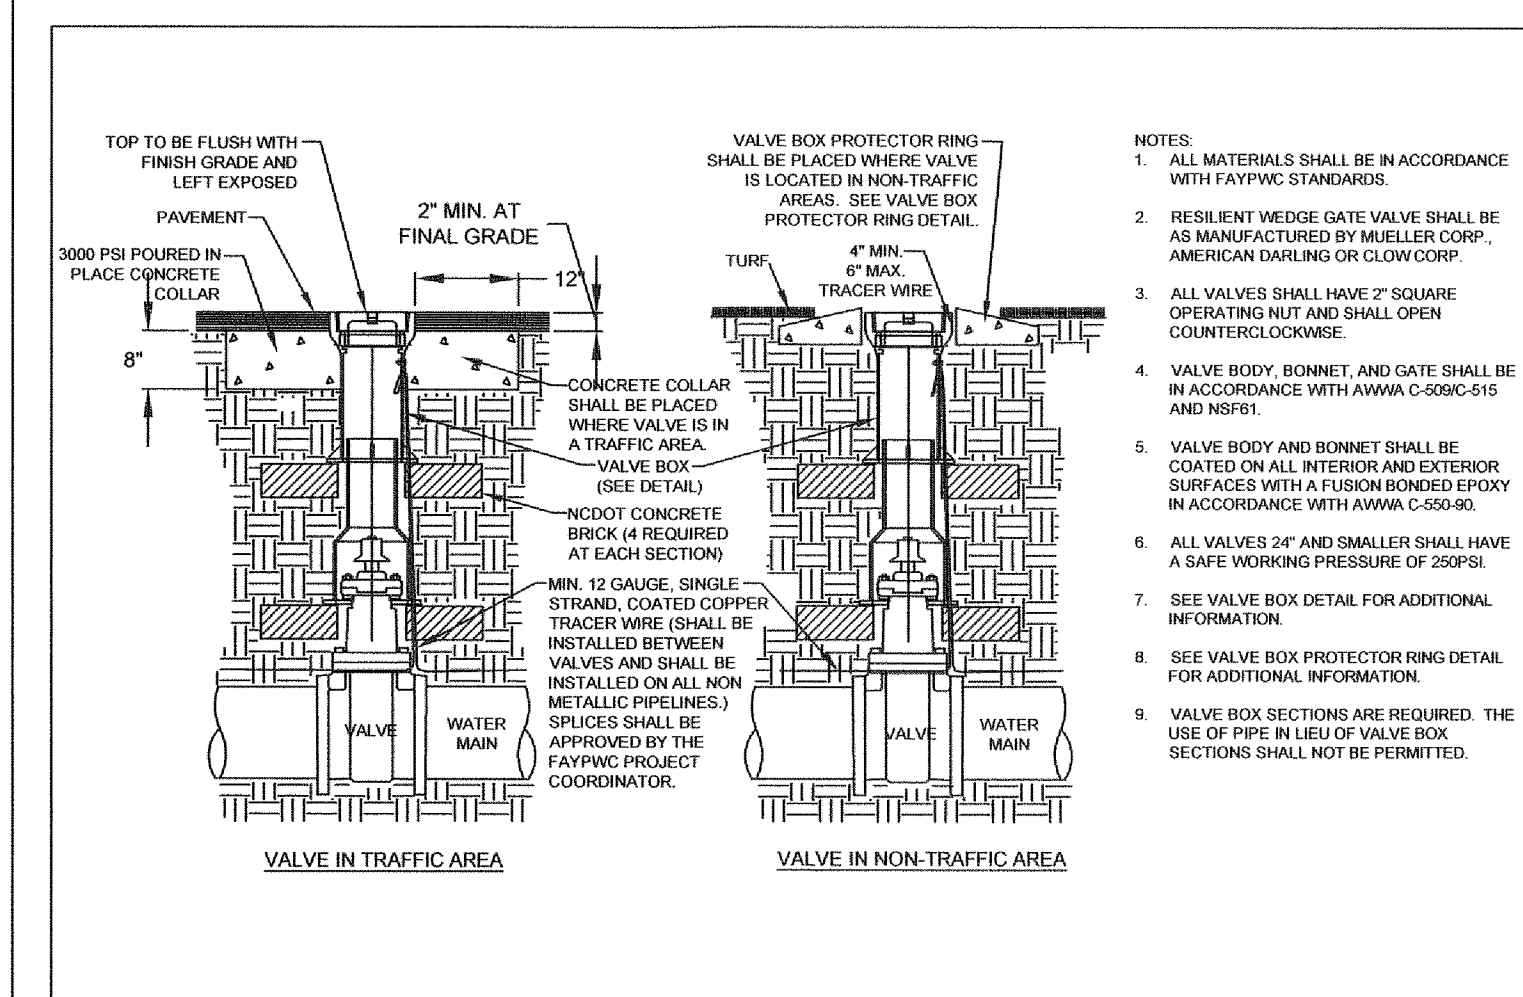 TOP TO BE FLUSH WITH
FINISH GRADE AND
LEFT EXPOSED
PAVEMENT
3000 PSI POURED IN
PLACE CONCRETE
COLLAR
8"
2" MIN. AT
FINAL GRADE
12"
CONCRETE COLLAR
SHALL BE PLACED
WHERE VALVE IS IN
A TRAFFIC AREA.
VALVE BOX
(SEE DETAIL)
NCDOT CONCRETE
BRICK (4 REQUIRED
AT EACH SECTION)
MIN. 12 GAUGE, SINGLE
STRAND, COATED COPPER
TRACER WIRE (SHALL BE
INSTALLED BETWEEN
VALVES AND SHALL BE
INSTALLED ON ALL NON
METALLIC PIPELINES.)
SPLICES SHALL BE
APPROVED BY THE
FAYPWC PROJECT
COORDINATOR.
VALVE
WATER
MAIN
VALVE IN TRAFFIC AREA
VALVE BOX PROTECTOR RING
SHALL BE PLACED WHERE VALVE
IS LOCATED IN NON-TRAFFIC
AREAS. SEE VALVE BOX
PROTECTOR RING DETAIL.
TURF
4" MIN.
6" MAX.
TRACER WIRE
VALVE
WATER
MAIN
VALVE IN NON-TRAFFIC AREA
NOTES:
1. ALL MATERIALS SHALL BE IN ACCORDANCE
WITH FAYPWC STANDARDS.
2. RESILIENT WEDGE GATE VALVE SHALL BE
AS MANUFACTURED BY MUELLER CORP.,
AMERICAN DARLING OR CLOW CORP.
3. ALL VALVES SHALL HAVE 2" SQUARE
OPERATING NUT AND SHALL OPEN
COUNTERCLOCKWISE.
4. VALVE BODY, BONNET, AND GATE SHALL BE
IN ACCORDANCE WITH AWWA C-509/C-515
AND NSF61.
5. VALVE BODY AND BONNET SHALL BE
COATED ON ALL INTERIOR AND EXTERIOR
SURFACES WITH A FUSION BONDED EPOXY
IN ACCORDANCE WITH AWWA C-550-90.
6. ALL VALVES 24" AND SMALLER SHALL HAVE
A SAFE WORKING PRESSURE OF 250PSI.
7. SEE VALVE BOX DETAIL FOR ADDITIONAL
INFORMATION.
8. SEE VALVE BOX PROTECTOR RING DETAIL
FOR ADDITIONAL INFORMATION.
9. VALVE BOX SECTIONS ARE REQUIRED. THE
USE OF PIPE IN LIEU OF VALVE BOX
SECTIONS SHALL NOT BE PERMITTED.